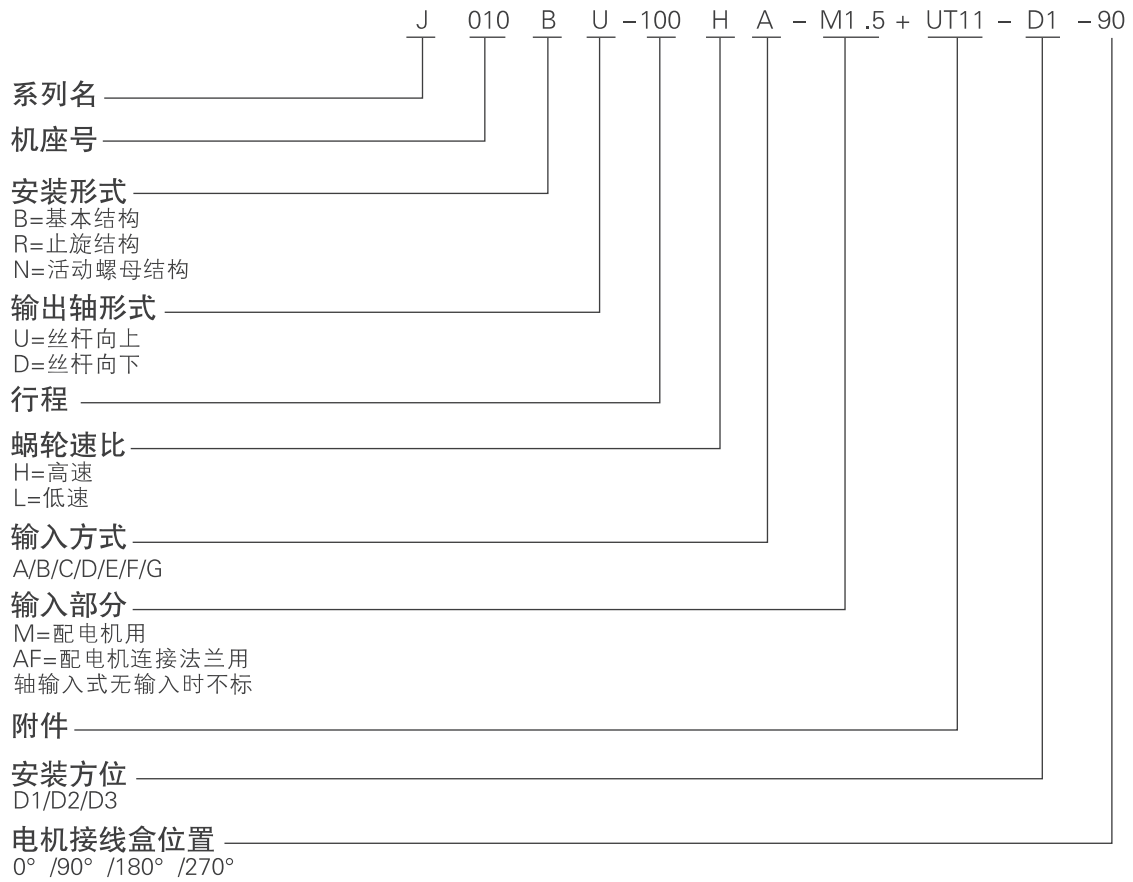 J 010 B U -100 H A - M1 .5 + UT11 - D1 -90
系列名
机座号
安装形式
B=基本结构
R=止旋结构
N=活动螺母结构
输出轴形式
U=丝杆向上
D=丝杆向下
行程
蜗轮速比
H=高速
L=低速
输入方式
A/B/C/D/E/F/G
输入部分
M=配电机用
AF=配电机连接法兰用
轴输入式无输入时不标
附件
安装方位
D1/D2/D3
电机接线盒位置
0° /90° /180° /270°